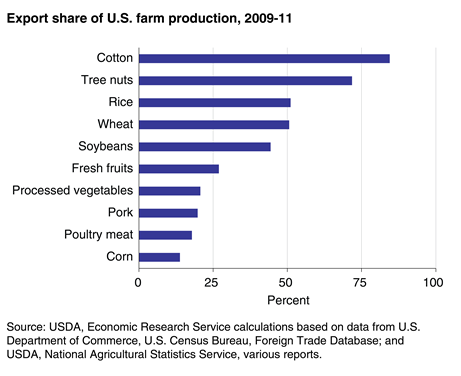 Export share of U.S. farm production, 2009-11
Cotton
Tree nuts
Rice
Wheat
Soybeans
Fresh fruits
Processed vegetables
Pork
Poultry meat
Corn
0 25 50 75 100
Percent
Source: USDA, Economic Research Service calculations based on data from U.S.
Department of Commerce, U.S. Census Bureau, Foreign Trade Database; and
USDA, National Agricultural Statistics Service, various reports.